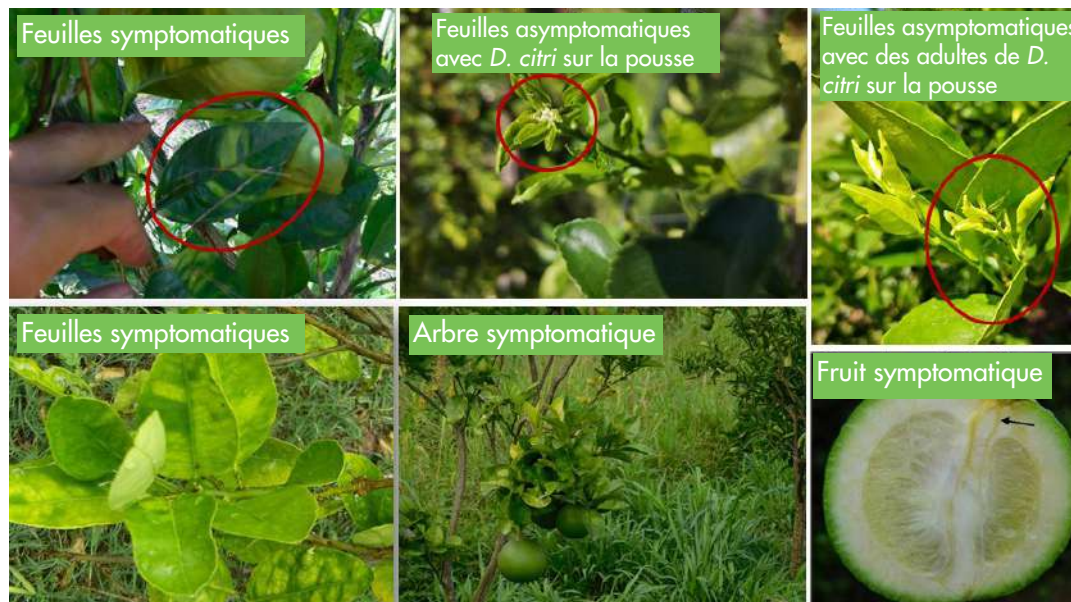 Feuilles symptomatiques
Feuilles asymptomatiques
avec D. citri sur la pousse
Feuilles asymptomatiques
avec des adultes de D.
citri sur la pousse
Feuilles symptomatiques
Arbre symptomatique
Fruit symptomatique